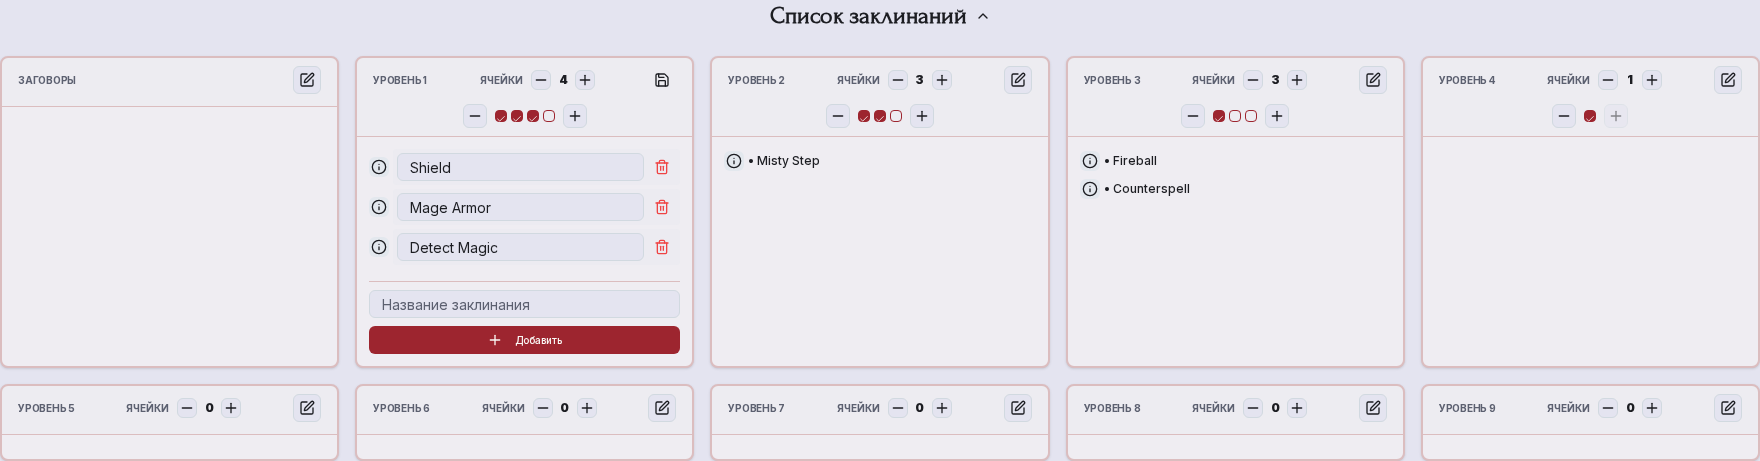 Список заклинаний
ЗАГОВОРЫ
УРОВЕНЬ 1 ЯЧЕЙКИ 4
Shield
Mage Armor
Detect Magic
Название заклинания
Добавить
УРОВЕНЬ 2 ЯЧЕЙКИ 3
• Misty Step
УРОВЕНЬ 3 ЯЧЕЙКИ 3
• Fireball
• Counterspell
УРОВЕНЬ 4 ЯЧЕЙКИ 1
УРОВЕНЬ 5 ЯЧЕЙКИ 0
УРОВЕНЬ 6 ЯЧЕЙКИ 0
УРОВЕНЬ 7 ЯЧЕЙКИ 0
УРОВЕНЬ 8 ЯЧЕЙКИ 0
УРОВЕНЬ 9 ЯЧЕЙКИ 0